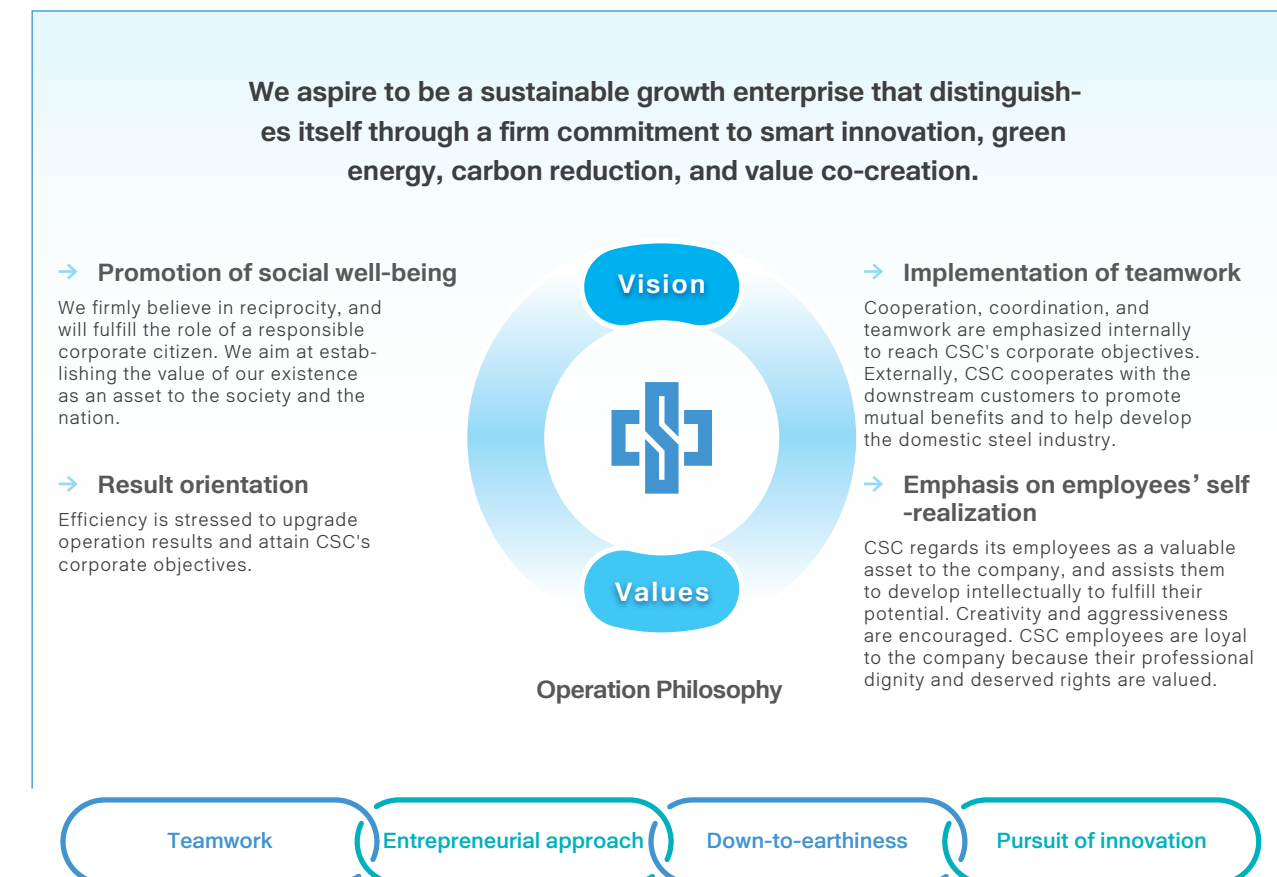 We aspire to be a sustainable growth enterprise that distinguish-
es itself through a firm commitment to smart innovation, green
energy, carbon reduction, and value co-creation.
Vision
→ Promotion of social well-being
We firmly believe in reciprocity, and
will fulfill the role of a responsible
corporate citizen. We aim at estab-
lishing the value of our existence
as an asset to the society and the
nation.
→ Result orientation
Efficiency is stressed to upgrade
operation results and attain CSC's
corporate objectives.
→ Implementation of teamwork
Cooperation, coordination, and
teamwork are emphasized internally
to reach CSC's corporate objectives.
Externally, CSC cooperates with the
downstream customers to promote
mutual benefits and to help develop
the domestic steel industry.
→ Emphasis on employees’ self
-realization
CSC regards its employees as a valuable
asset to the company, and assists them
to develop intellectually to fulfill their
potential. Creativity and aggressiveness
are encouraged. CSC employees are loyal
to the company because their professional
dignity and deserved rights are valued.
Values
Operation Philosophy
Teamwork
Entrepreneurial approach
Down-to-earthiness
Pursuit of innovation